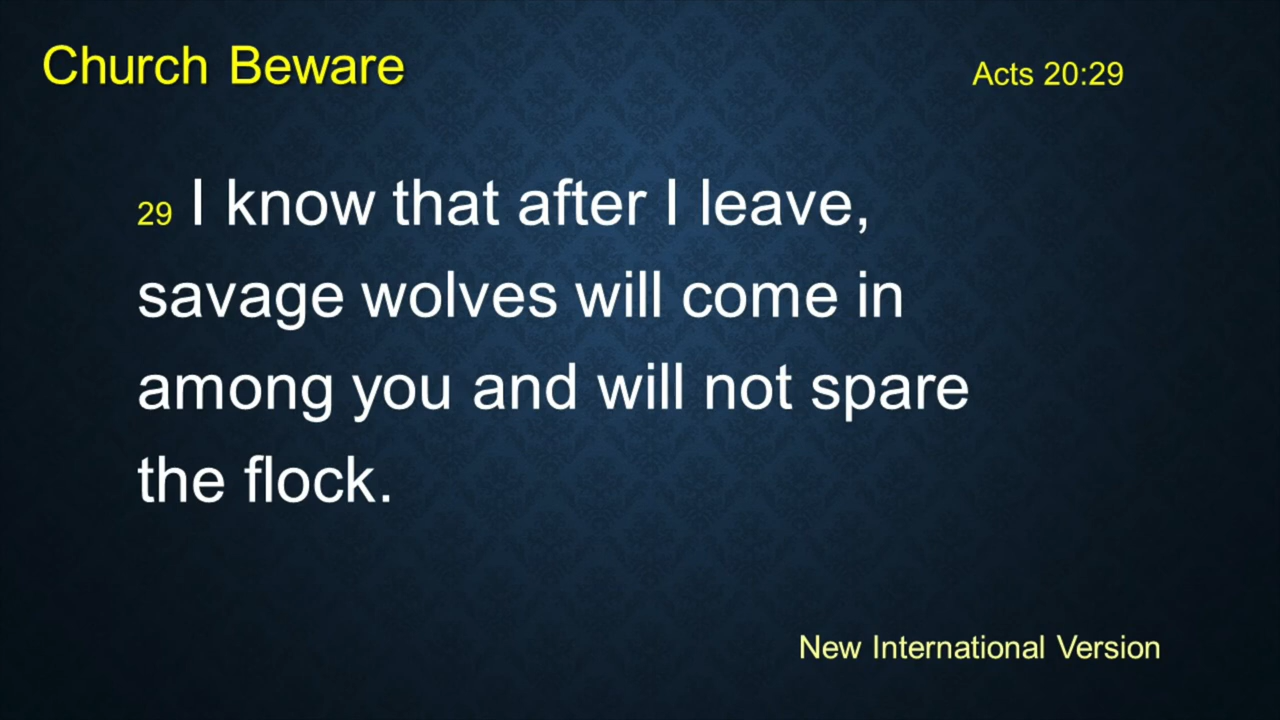 Church Beware
Acts 20:29
29 I know that after I leave,
savage wolves will come in
among you and will not spare
the flock.
New International Version